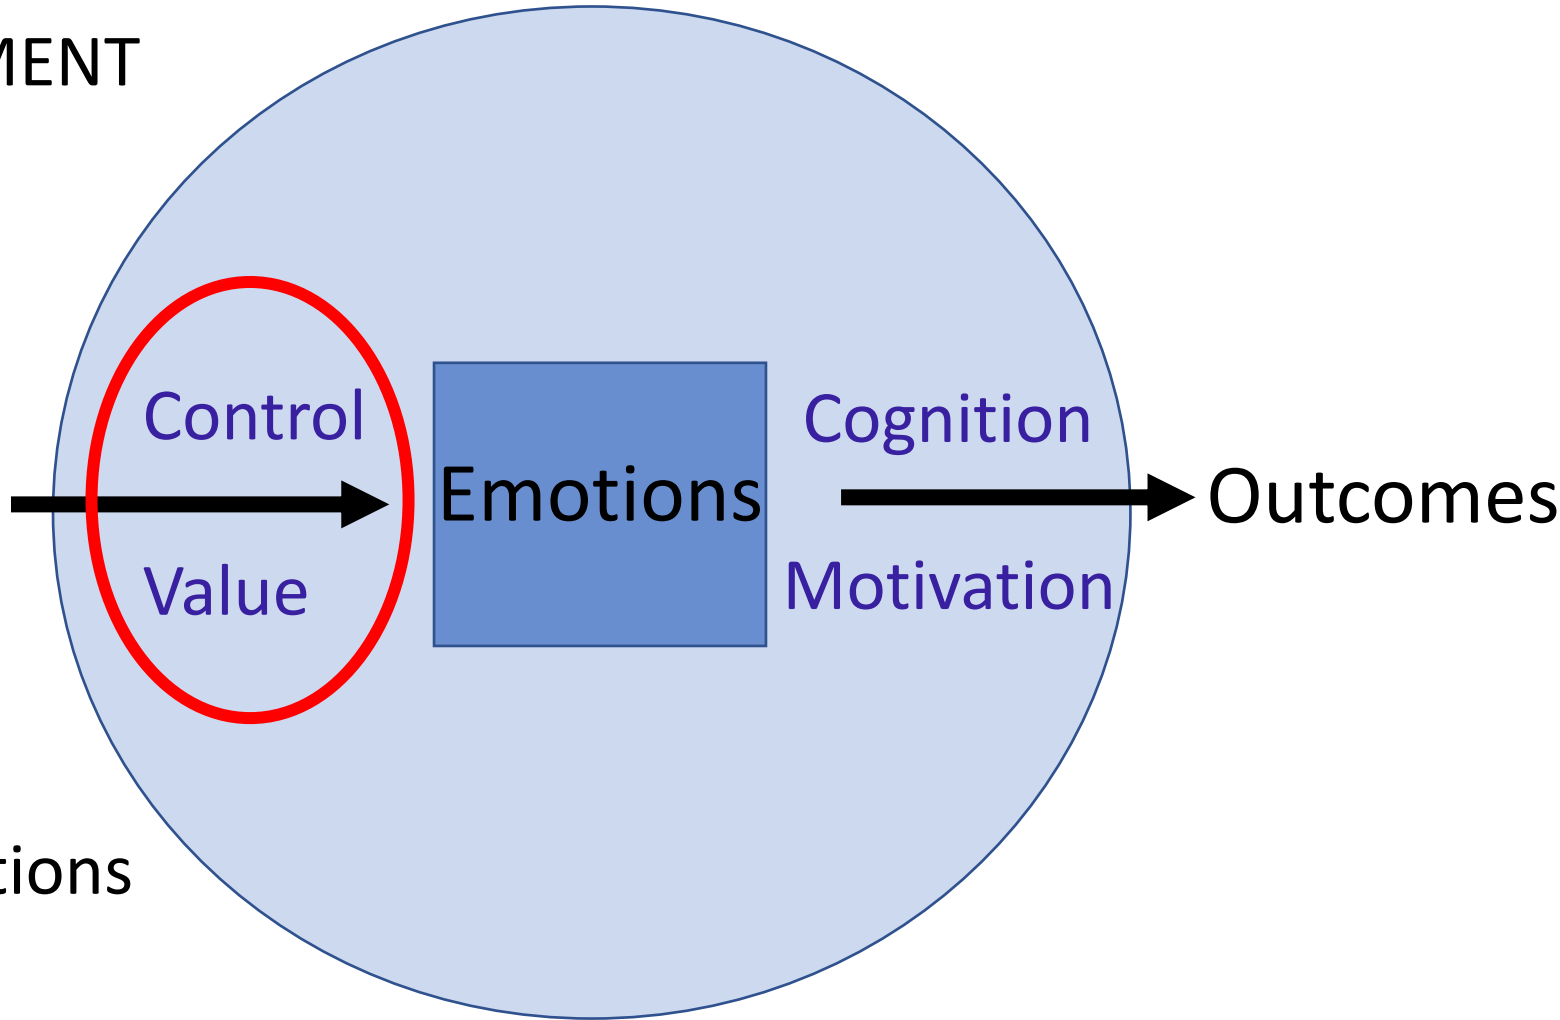 MENT
Control
Value
Emotions
Cognition
Motivation
Outcomes
tions